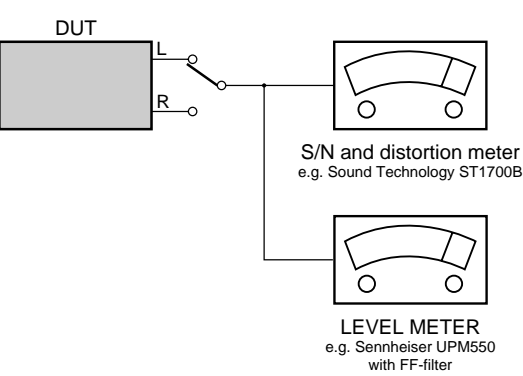 DUT
L
R
S/N and distortion meter
e.g. Sound Technology ST1700B
LEVEL METER
e.g. Sennheiser UPM550
with FF-filter